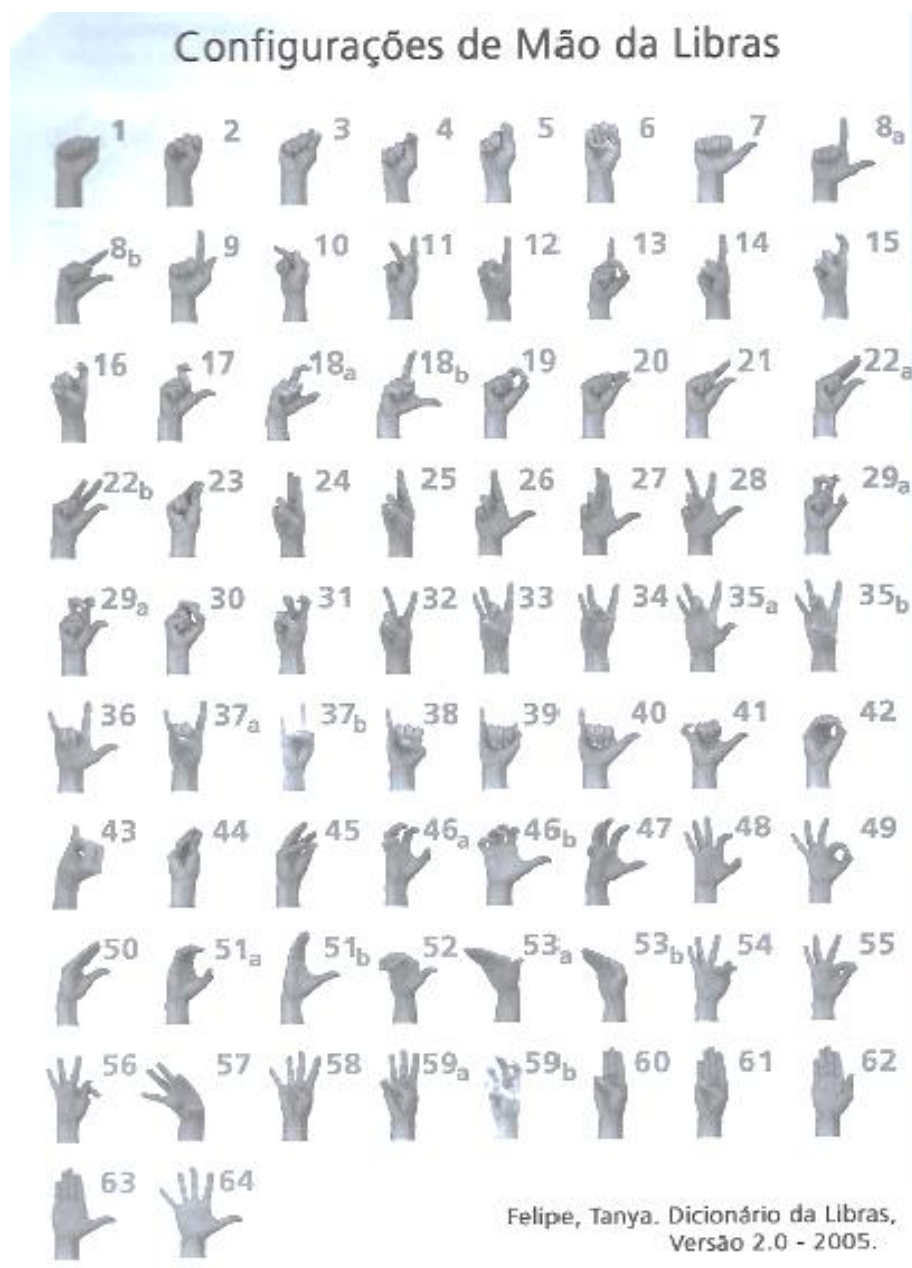 Configurações de Mão da Libras
1 2 3 4 5 6 7 8a
8b 9 10 11 12 13 14 15
16 17 18a 18b 19 20 21 22a
22b 23 24 25 26 27 28 29a
29a 30 31 32 33 34 35a 35b
36 37a 37b 38 39 40 41 42
43 44 45 46a 46b 47 48 49
50 51a 51b 52 53a 53b 54 55
56 57 58 59a 59b 60 61 62
63 64
Felipe, Tanya. Dicionário da Libras,
Versão 2.0 - 2005.